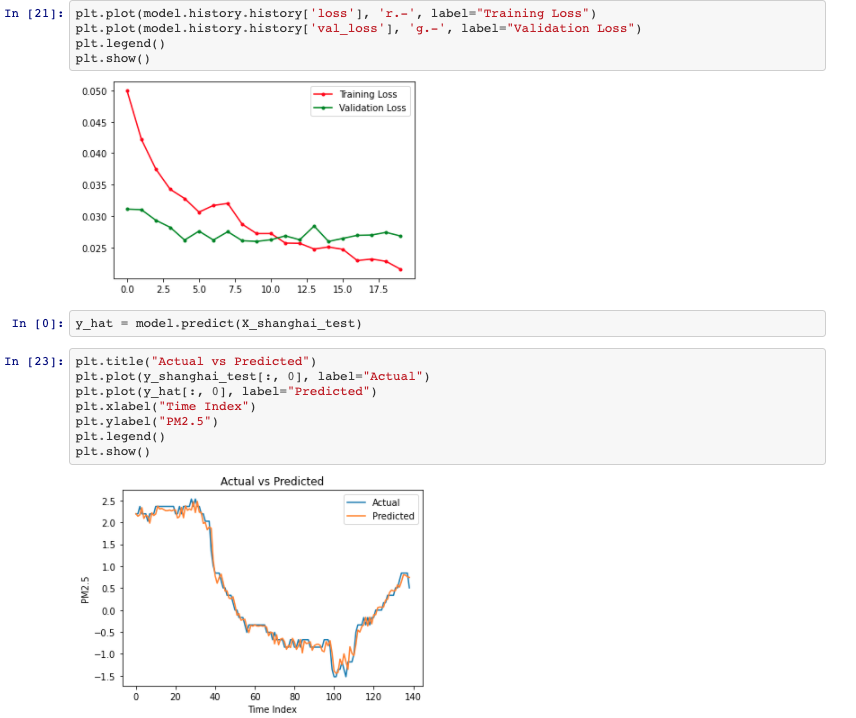 In [21]: plt.plot(model.history.history['loss'], 'r.-', label="Training Loss")
plt.plot(model.history.history['val_loss'], 'g.-', label="Validation Loss")
plt.legend()
plt.show()
Training Loss
Validation Loss
0.050
0.045
0.040
0.035
0.030
0.025
0.0 2.5 5.0 7.5 10.0 12.5 15.0 17.5
In [0]: y_hat = model.predict(X_shanghai_test)
In [23]: plt.title("Actual vs Predicted")
plt.plot(y_shanghai_test[:, 0], label="Actual")
plt.plot(y_hat[:, 0], label="Predicted")
plt.xlabel("Time Index")
plt.ylabel("PM2.5")
plt.legend()
plt.show()
Actual vs Predicted
Actual
Predicted
PM2.5
2.5
2.0
1.5
1.0
0.5
0.0
−0.5
−1.0
−1.5
0 20 40 60 80 100 120 140
Time Index